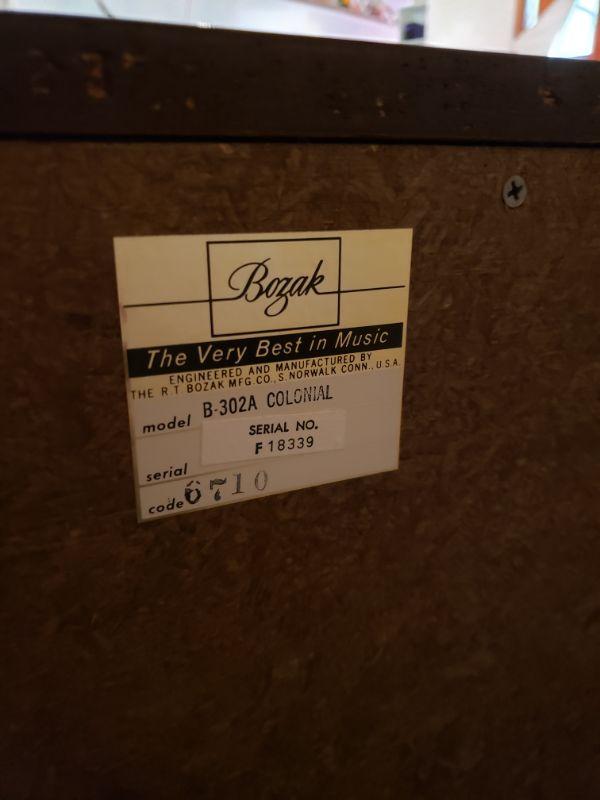 Bozak
The Very Best in Music
ENGINEERED AND MANUFACTURED BY
THE R.T. BOZAK MFG.CO., S.NORWALK CONN., U.S.A.
model B-302A COLONIAL
SERIAL NO.
F 18339
serial
code 6710